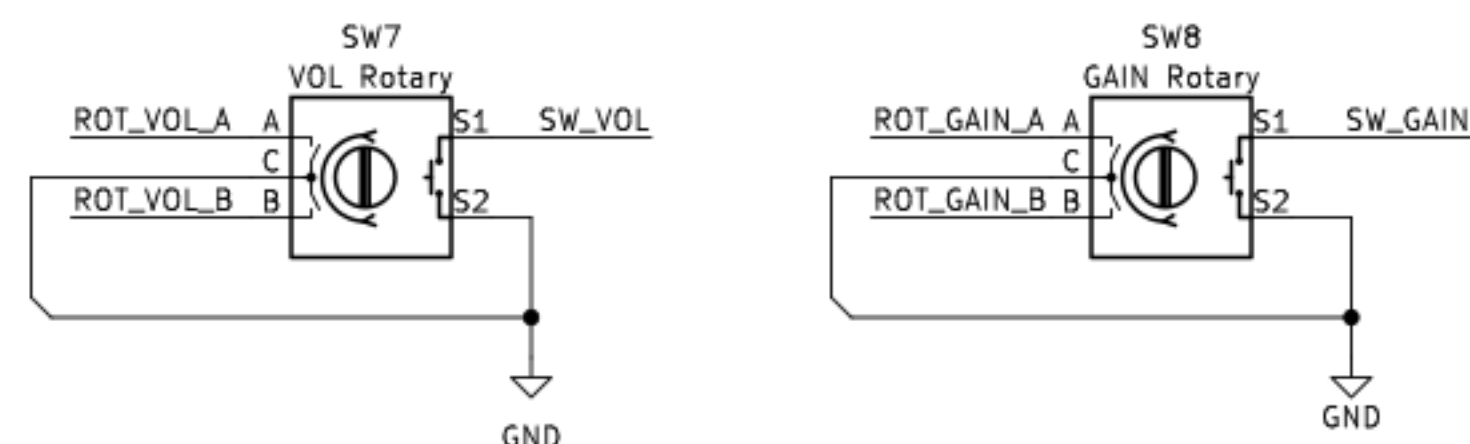 SW7
VOL Rotary
ROT_VOL_A A S1 SW_VOL
C
ROT_VOL_B B S2
GND
SW8
GAIN Rotary
ROT_GAIN_A A S1 SW_GAIN
C
ROT_GAIN_B B S2
GND